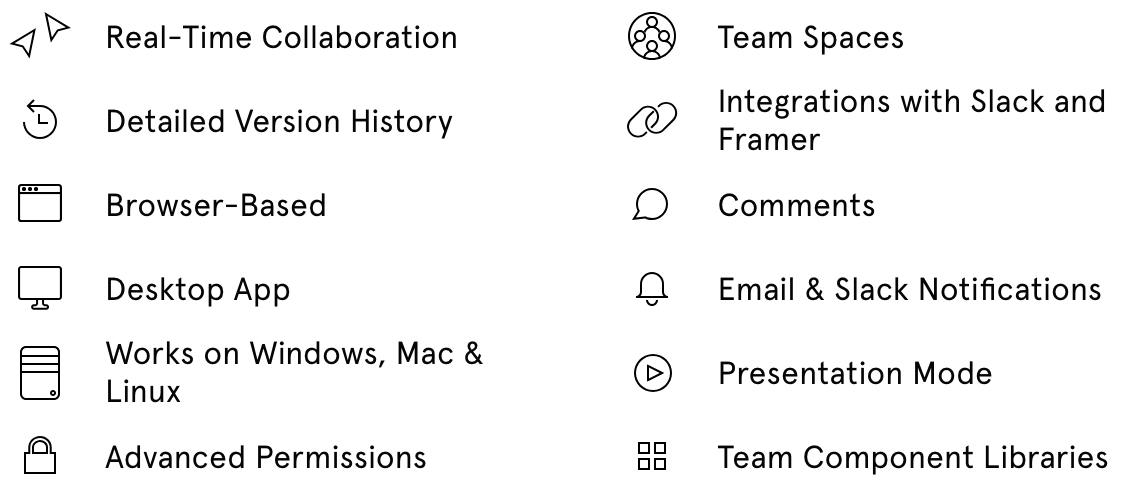 Real-Time Collaboration
Detailed Version History
Browser-Based
Desktop App
Works on Windows, Mac &
Linux
Advanced Permissions
Team Spaces
Integrations with Slack and
Framer
Comments
Email & Slack Notifications
Presentation Mode
Team Component Libraries